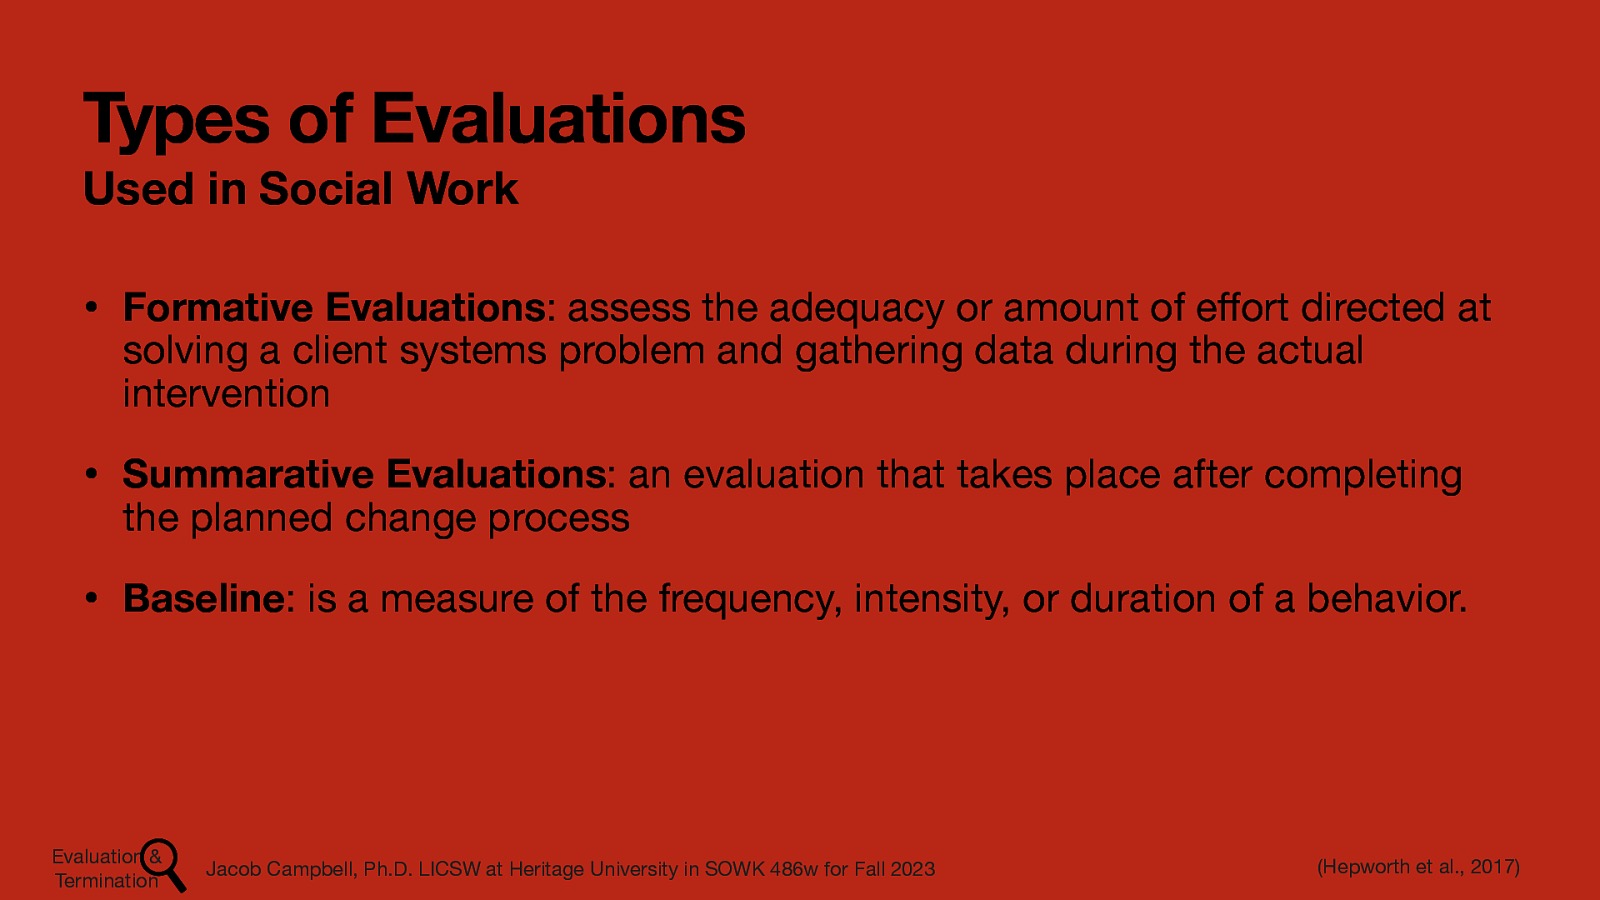 Types of Evaluations
Used in Social Work
• Formative Evaluations: assess the adequacy or amount of effort directed at
solving a client systems problem and gathering data during the actual
intervention
• Summarative Evaluations: an evaluation that takes place after completing
the planned change process
• Baseline: is a measure of the frequency, intensity, or duration of a behavior.
Evaluation &
Termination
Jacob Campbell, Ph.D. LICSW at Heritage University in SOWK 486w for Fall 2023
(Hepworth et al., 2017)